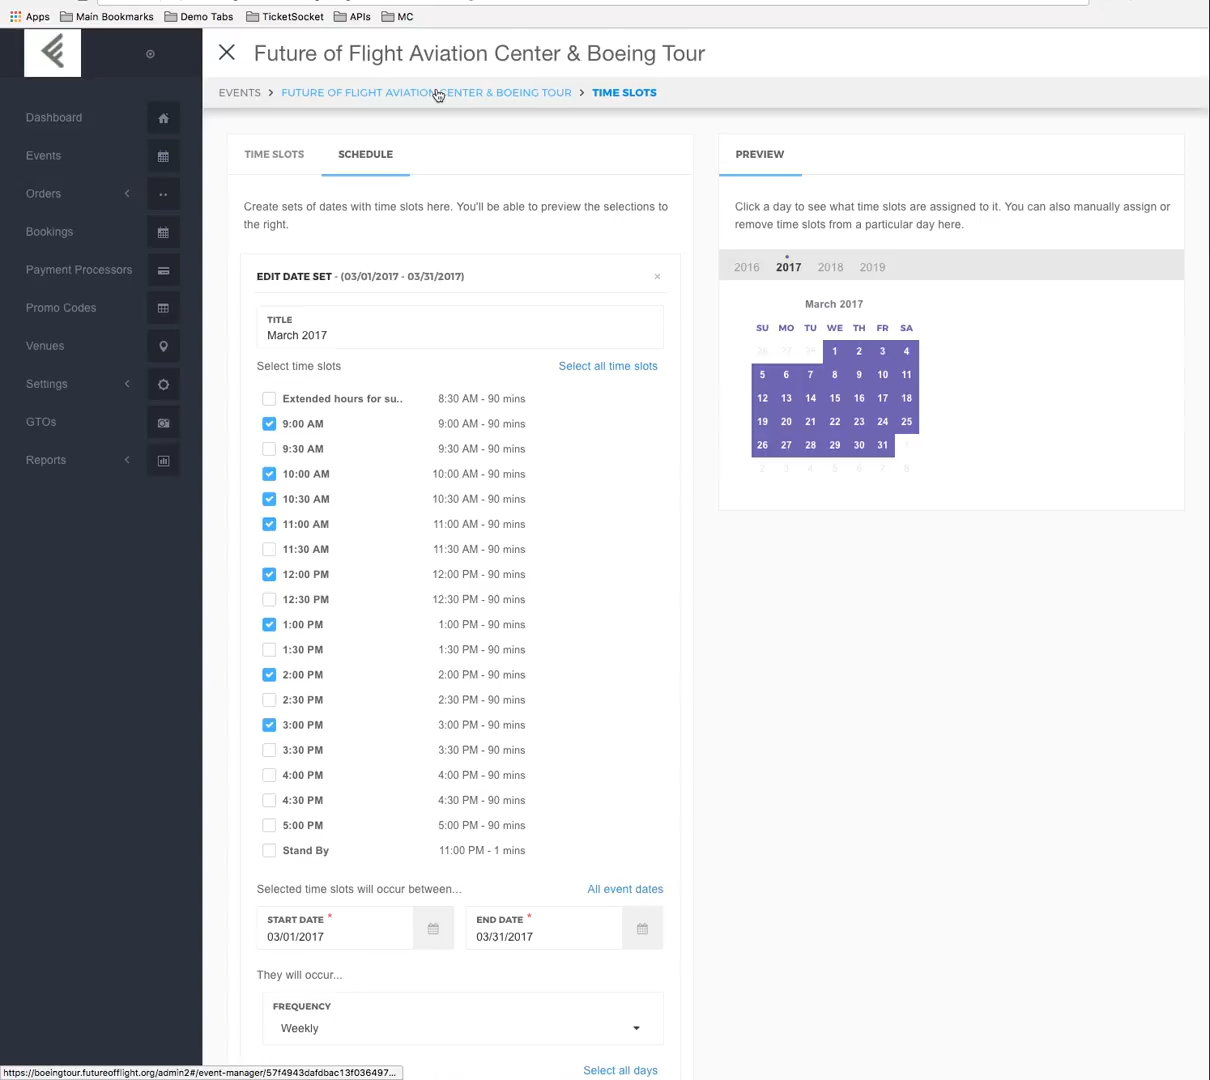 Apps Main Bookmarks Demo Tabs TicketSocket APIs MC
Future of Flight Aviation Center & Boeing Tour
EVENTS > FUTURE OF FLIGHT AVIATION CENTER & BOEING TOUR > TIME SLOTS
Dashboard
Events
Orders
Bookings
Payment Processors
Promo Codes
Venues
Settings
GTOs
Reports
TIME SLOTS SCHEDULE
Create sets of dates with time slots here. You'll be able to preview the selections to
the right.
EDIT DATE SET - (03/01/2017 - 03/31/2017) ×
TITLE
March 2017
Select time slots Select all time slots
Extended hours for su.. 8:30 AM - 90 mins
9:00 AM 9:00 AM - 90 mins
9:30 AM 9:30 AM - 90 mins
10:00 AM 10:00 AM - 90 mins
10:30 AM 10:30 AM - 90 mins
11:00 AM 11:00 AM - 90 mins
11:30 AM 11:30 AM - 90 mins
12:00 PM 12:00 PM - 90 mins
12:30 PM 12:30 PM - 90 mins
1:00 PM 1:00 PM - 90 mins
1:30 PM 1:30 PM - 90 mins
2:00 PM 2:00 PM - 90 mins
2:30 PM 2:30 PM - 90 mins
3:00 PM 3:00 PM - 90 mins
3:30 PM 3:30 PM - 90 mins
4:00 PM 4:00 PM - 90 mins
4:30 PM 4:30 PM - 90 mins
5:00 PM 5:00 PM - 90 mins
Stand By 11:00 PM - 1 mins
Selected time slots will occur between... All event dates
START DATE * END DATE *
03/01/2017 03/31/2017
They will occur...
FREQUENCY
Weekly
Select all days
PREVIEW
Click a day to see what time slots are assigned to it. You can also manually assign or
remove time slots from a particular day here.
2016 2017 2018 2019
March 2017
SU MO TU WE TH FR SA
26 27 28 1 2 3 4
5 6 7 8 9 10 11
12 13 14 15 16 17 18
19 20 21 22 23 24 25
26 27 28 29 30 31 1
2 3 4 5 6 7 8
https://boeingtour.futureofflight.org/admin2#/event-manager/57f4943dafdbac13f036497...